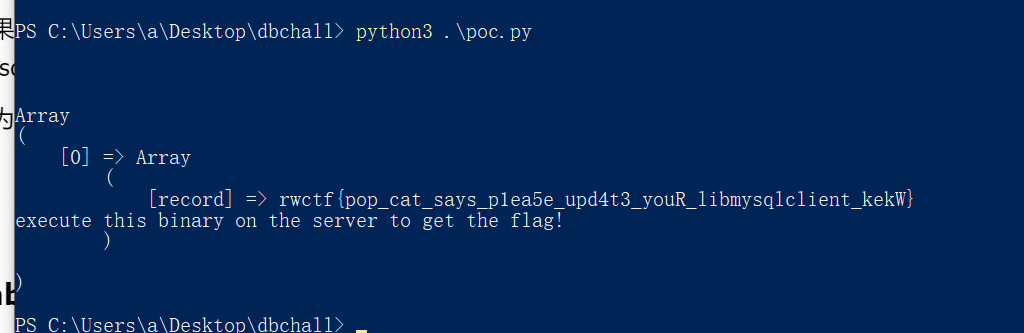 果
PS C:\Users\a\Desktop\dbchall> python3 .\poc.py
sc
Array
为
(
    [0] => Array
        (
            [record] => rwctf{pop_cat_says_p1ea5e_upd4t3_youR_libmysqlclient_kekW}
execute this binary on the server to get the flag!
        )
)
PS C:\Users\a\Desktop\dbchall>